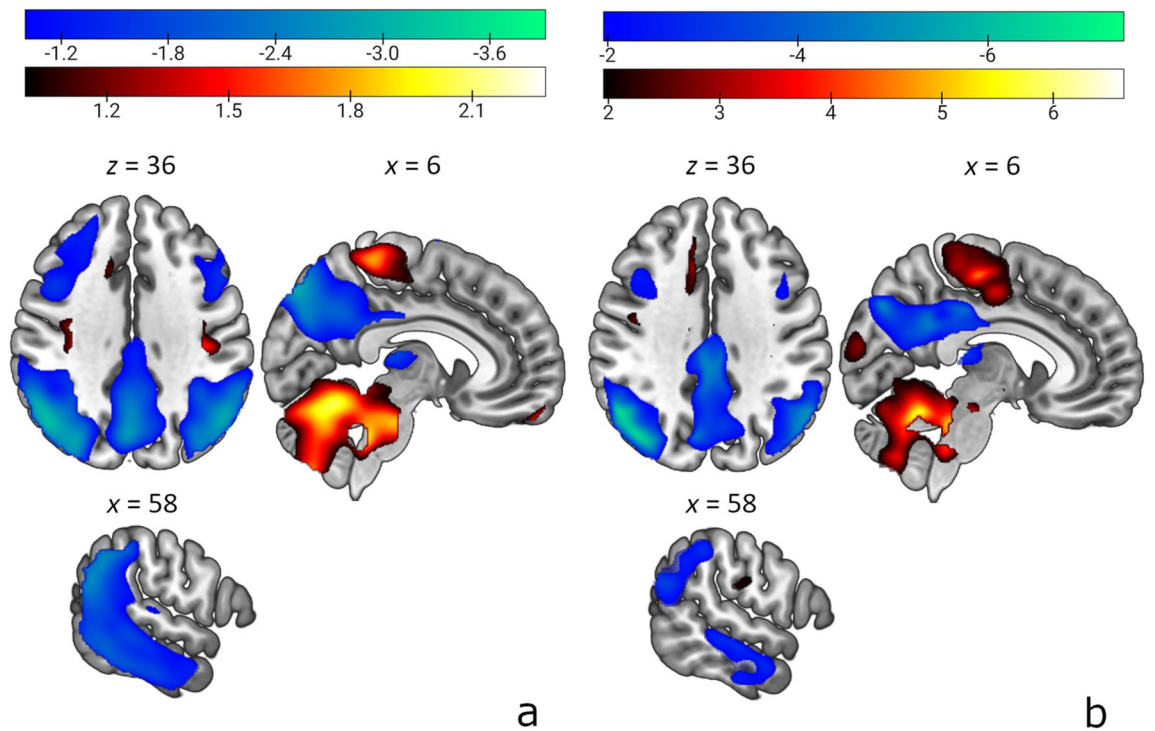 -1.2 -1.8 -2.4 -3.0 -3.6
1.2 1.5 1.8 2.1
z = 36 x = 6
x = 58
a
-2 -4 -6
2 3 4 5 6
z = 36 x = 6
x = 58
b